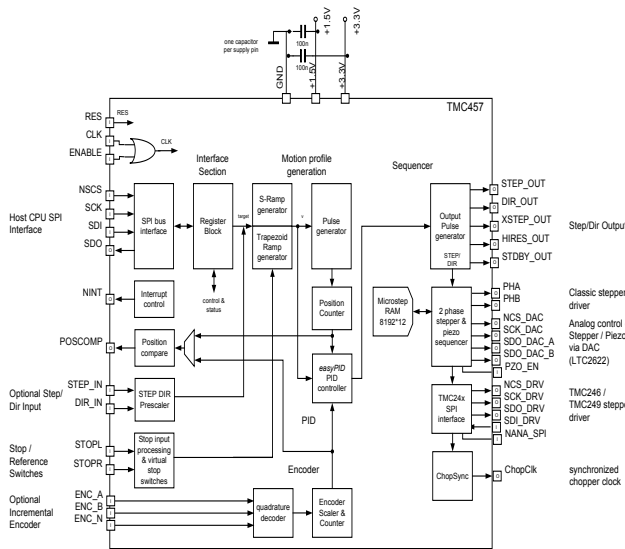 +1.5V
+3.3V
one capacitor
per supply pin
100n
100n
GND
+1.5V
+3.3V
TMC457
RES
RES
CLK
CLK
ENABLE
Interface
Section
Motion profile
generation
Sequencer
Host CPU SPI
Interface
NSCS
SCK
SDI
SDO
SPI bus
interface
Register
Block
target
S-Ramp
generator
Trapezoid
Ramp
generator
x
Pulse
generator
Output
Pulse
generator
STEP/
DIR
STEP_OUT
DIR_OUT
XSTEP_OUT
HIRES_OUT
STDBY_OUT
Step/Dir Output
NINT
Interrupt
control
control &
status
Position
Counter
Microstep
RAM
8192*12
2 phase
stepper &
piezo
sequencer
PHA
PHB
Classic stepper
driver
NCS_DAC
SCK_DAC
SDO_DAC_A
SDO_DAC_B
PZO_EN
Analog control
Stepper / Piezo
via DAC
(LTC2622)
POSCOMP
Position
compare
easyPID
PID
controller
PID
Optional Step/
Dir Input
STEP_IN
DIR_IN
STEP DIR
Prescaler
TMC24x
SPI
interface
NCS_DRV
SCK_DRV
SDO_DRV
SDI_DRV
NANA_SPI
TMC246 /
TMC249 steppe
driver
Stop /
Reference
Switches
STOPL
STOPR
Stop input
processing
& virtual
stop
switches
Encoder
ChopSync
ChopClk
synchronized
chopper clock
Optional
Incremental
Encoder
ENC_A
ENC_B
ENC_N
quadrature
decoder
Encoder
Scaler &
Counter